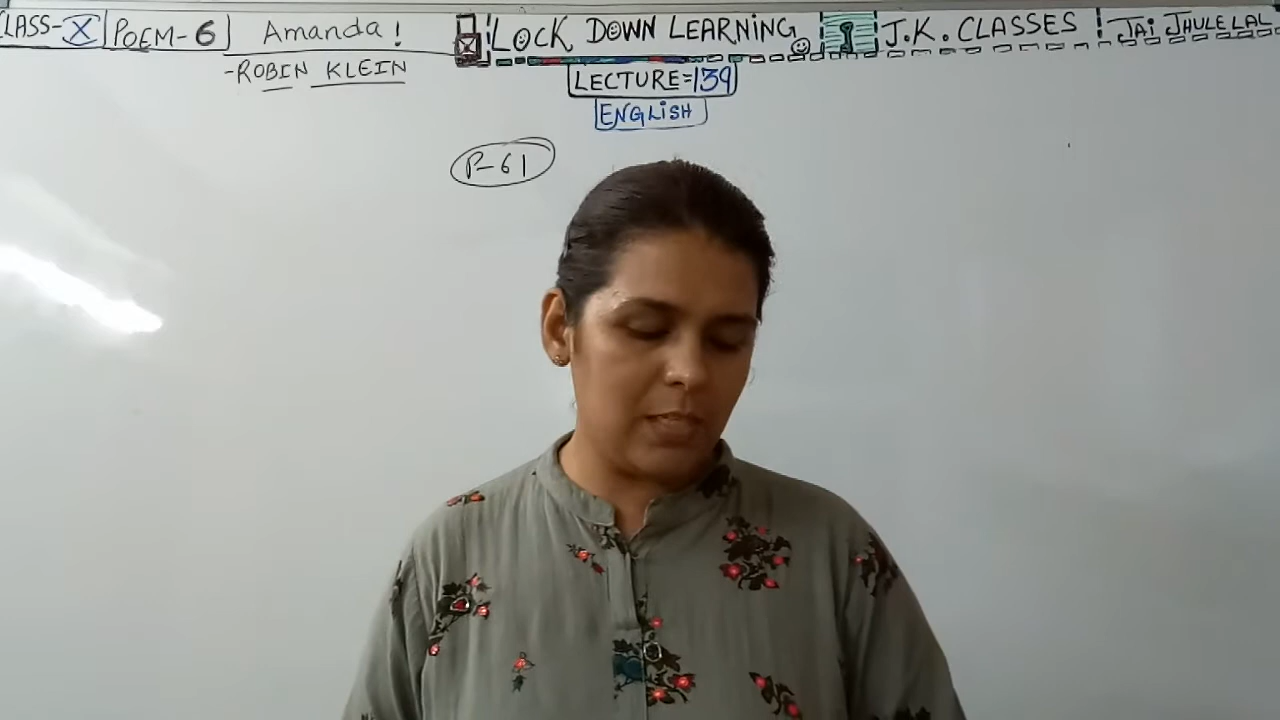 CLASS-X POEM-6 Amanda! LOCK DOWN LEARNING J.K. CLASSES ! JAI JHULELAL
-ROBIN KLEIN
LECTURE=139
ENGLISH
P-61